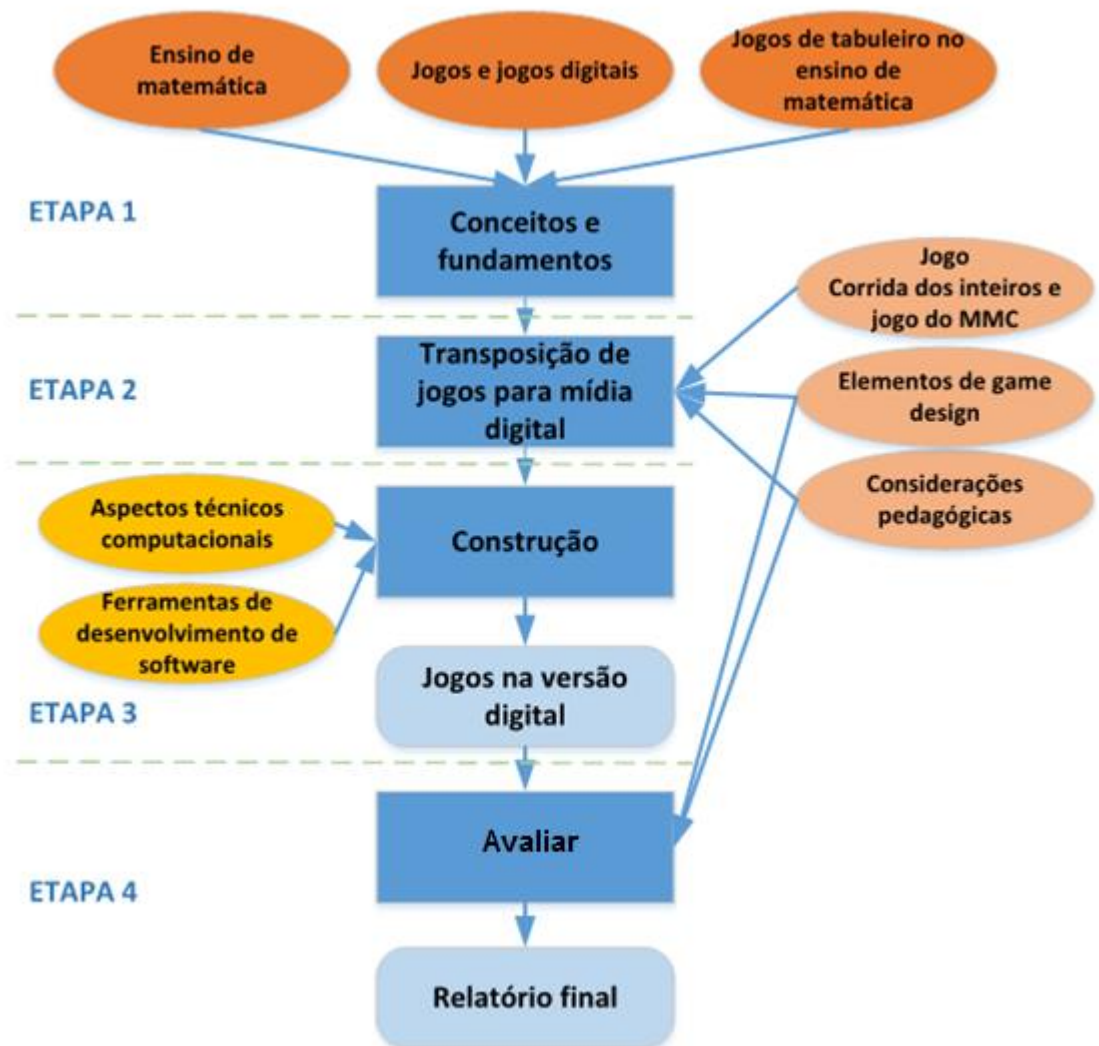 Ensino de
matemática
Jogos e jogos digitais
Jogos de tabuleiro no
ensino de
matemática
ETAPA 1
Conceitos e
fundamentos
Jogo
Corrida dos inteiros e
jogo do MMC
ETAPA 2
Transposição de
jogos para mídia
digital
Elementos de game
design
Considerações
pedagógicas
Aspectos técnicos
computacionais
Construção
Ferramentas de
desenvolvimento de
software
Jogos na versão
digital
ETAPA 3
Avaliar
ETAPA 4
Relatório final